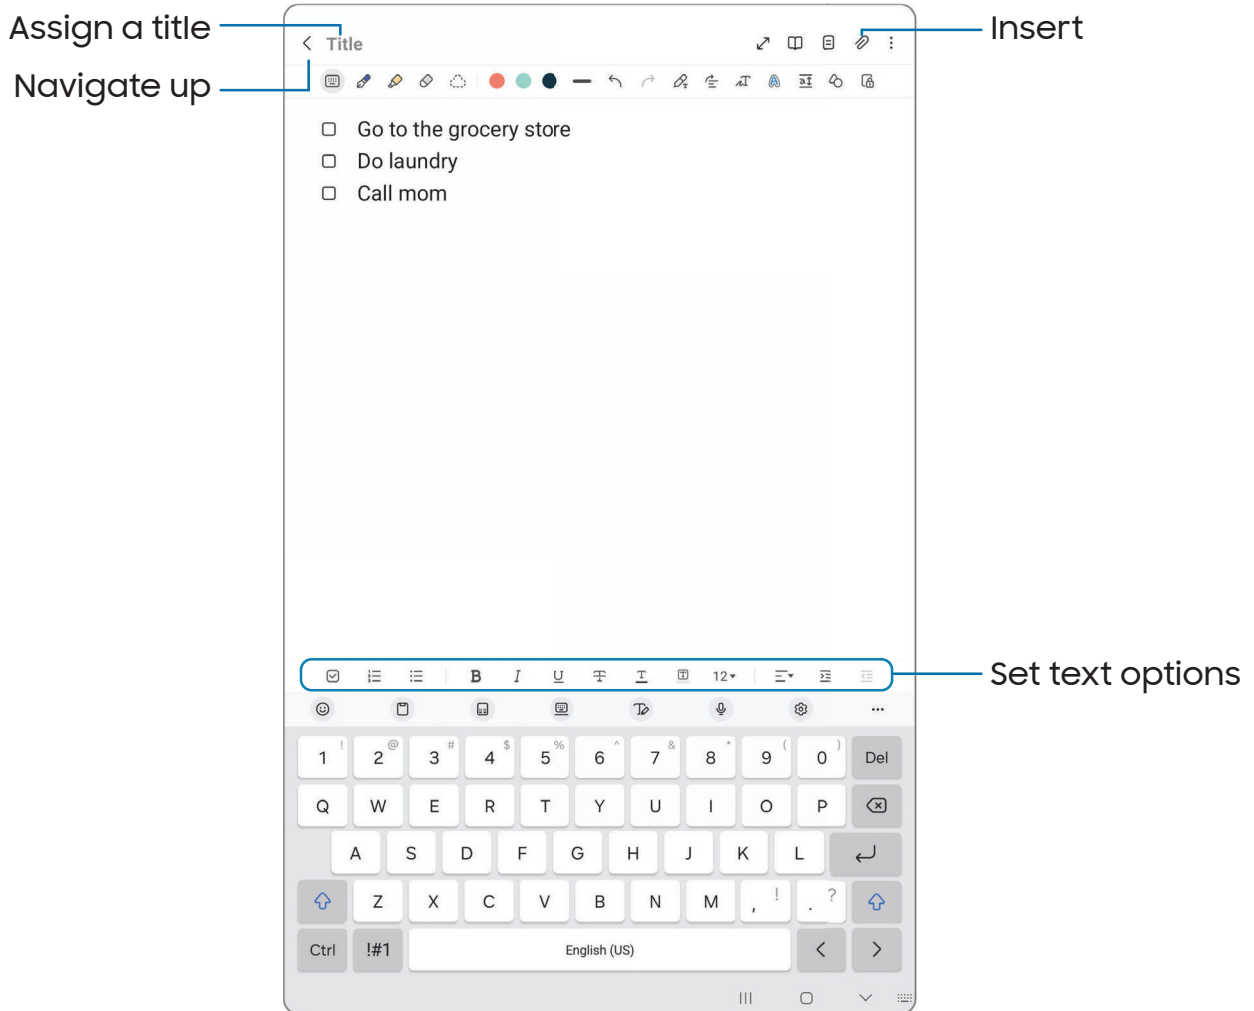 Assign a title
Insert
Title
Navigate up
Go to the grocery store
Do laundry
Call mom
B I U T T T 12
Set text options
1 ! 2 @ 3 # 4 $ 5 % 6 ^ 7 & 8 * 9 ( 0 ) Del
Q W E R T Y U I O P
A S D F G H J K L
Z X C V B N M , ! . ?
Ctrl !#1 English (US) < >